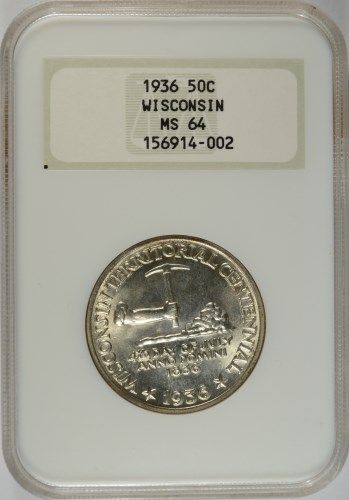 1936 50C
WISCONSIN
MS 64
156914-002
WISCONSIN TERRITORIAL CENTENNIAL
4TH DAY OF JULY
ANNO DOMINI
1836
★ 1936 ★